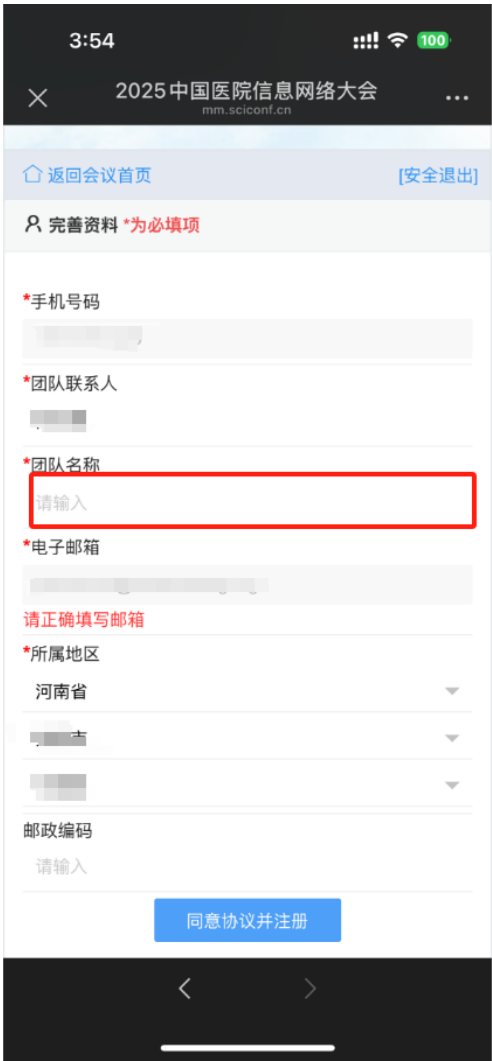 3:54
100
2025中国医院信息网络大会
mm.sciconf.cn
返回会议首页 [安全退出]
完善资料 *为必填项
*手机号码
*团队联系人
*团队名称
请输入
*电子邮箱
请正确填写邮箱
*所属地区
河南省
邮政编码
请输入
同意协议并注册